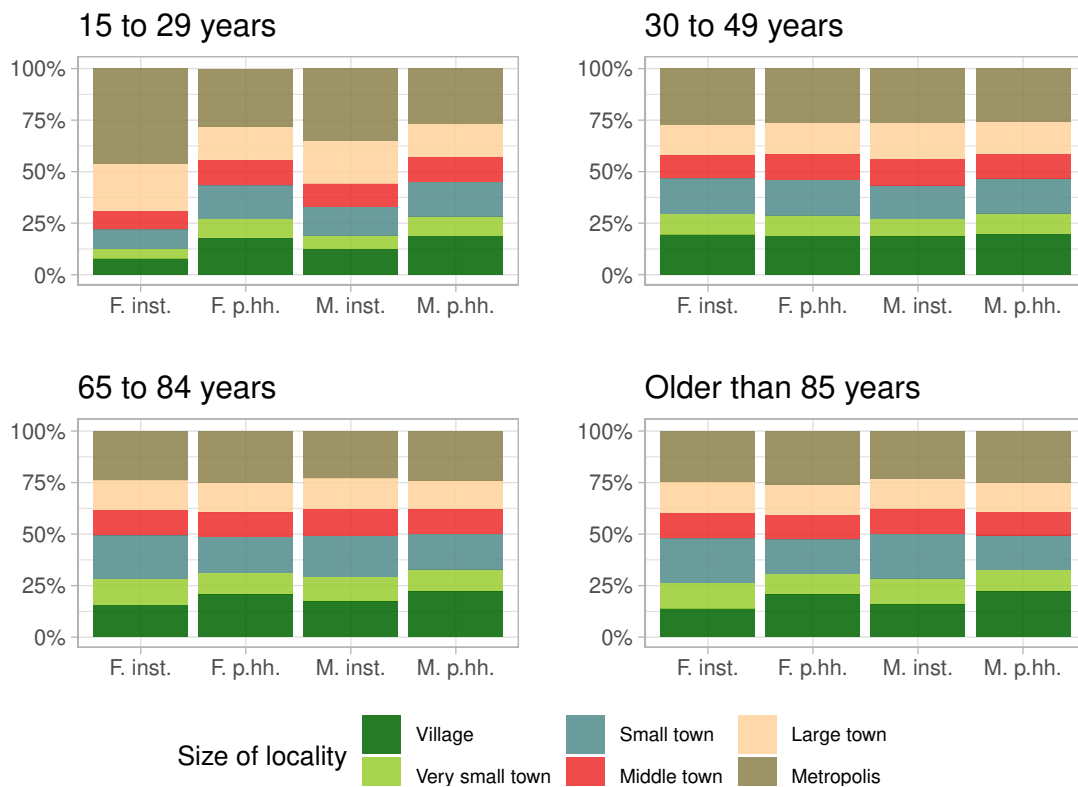 15 to 29 years
100%
75%
50%
25%
0%
F. inst. F. p.hh. M. inst. M. p.hh.
30 to 49 years
100%
75%
50%
25%
0%
F. inst. F. p.hh. M. inst. M. p.hh.
65 to 84 years
100%
75%
50%
25%
0%
F. inst. F. p.hh. M. inst. M. p.hh.
Older than 85 years
100%
75%
50%
25%
0%
F. inst. F. p.hh. M. inst. M. p.hh.
Size of locality
Village Small town Large town
Very small town Middle town Metropolis